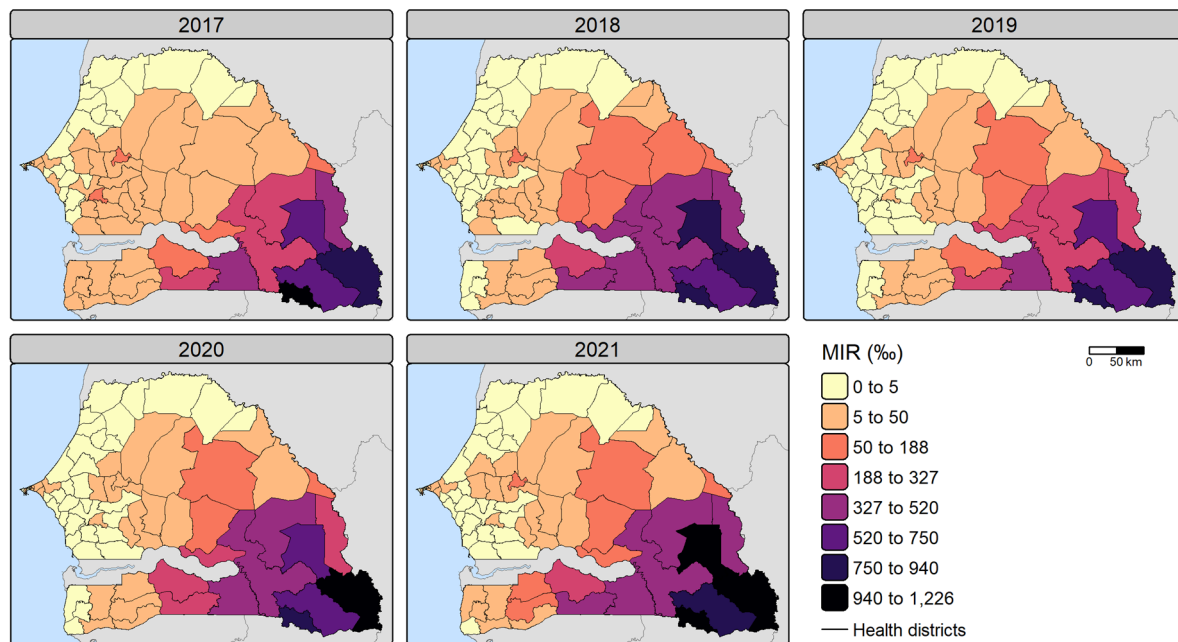 2017
2018
2019
2020
2021
MIR (‰)
0 50 km
0 to 5
5 to 50
50 to 188
188 to 327
327 to 520
520 to 750
750 to 940
940 to 1,226
Health districts